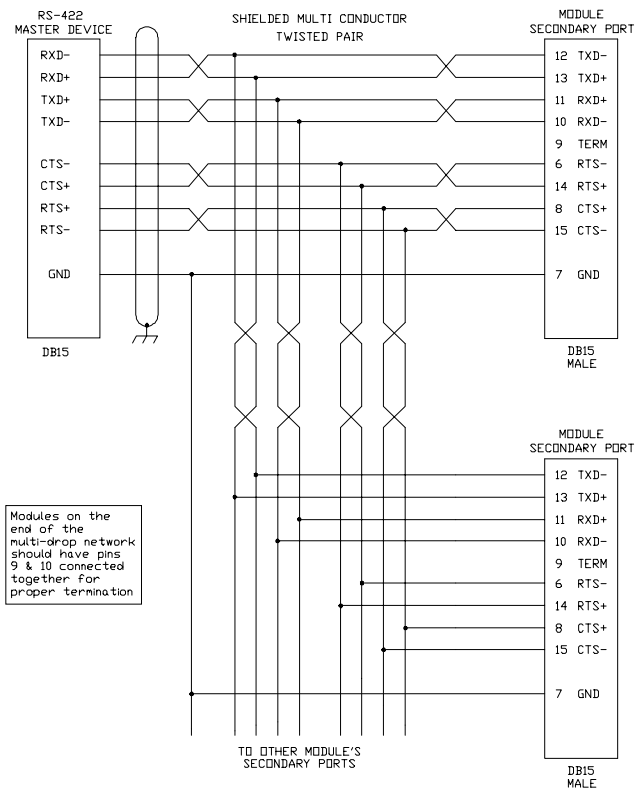 RS-422
MASTER DEVICE
SHIELDED MULTI CONDUCTOR
TWISTED PAIR
MODULE
SECONDARY PORT
RXD-
RXD+
TXD+
TXD-
CTS-
CTS+
RTS+
RTS-
GND
DB15
12 TXD-
13 TXD+
11 RXD+
10 RXD-
9 TERM
6 RTS-
14 RTS+
8 CTS+
15 CTS-
7 GND
DB15
MALE
MODULE
SECONDARY PORT
12 TXD-
13 TXD+
11 RXD+
10 RXD-
9 TERM
6 RTS-
14 RTS+
8 CTS+
15 CTS-
7 GND
DB15
MALE
Modules on the
end of the
multi-drop network
should have pins
9 & 10 connected
together for
proper termination
TO OTHER MODULE'S
SECONDARY PORTS